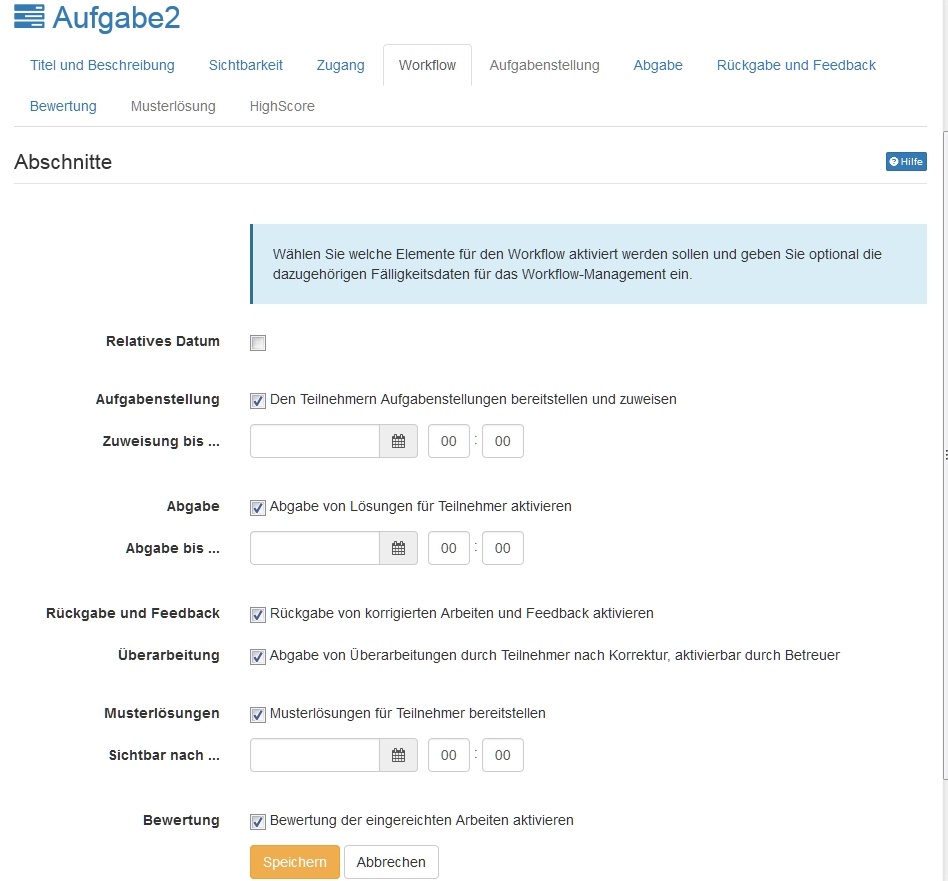 Aufgabe2
Titel und Beschreibung Sichtbarkeit Zugang Workflow Aufgabenstellung Abgabe Rückgabe und Feedback
Bewertung Musterlösung HighScore
Abschnitte Hilfe
Wählen Sie welche Elemente für den Workflow aktiviert werden sollen und geben Sie optional die
dazugehörigen Fälligkeitsdaten für das Workflow-Management ein.
Relatives Datum
Aufgabenstellung Den Teilnehmern Aufgabenstellungen bereitstellen und zuweisen
Zuweisung bis ... 00 : 00
Abgabe Abgabe von Lösungen für Teilnehmer aktivieren
Abgabe bis ... 00 : 00
Rückgabe und Feedback Rückgabe von korrigierten Arbeiten und Feedback aktivieren
Überarbeitung Abgabe von Überarbeitungen durch Teilnehmer nach Korrektur, aktivierbar durch Betreuer
Musterlösungen Musterlösungen für Teilnehmer bereitstellen
Sichtbar nach ... 00 : 00
Bewertung Bewertung der eingereichten Arbeiten aktivieren
Speichern Abbrechen